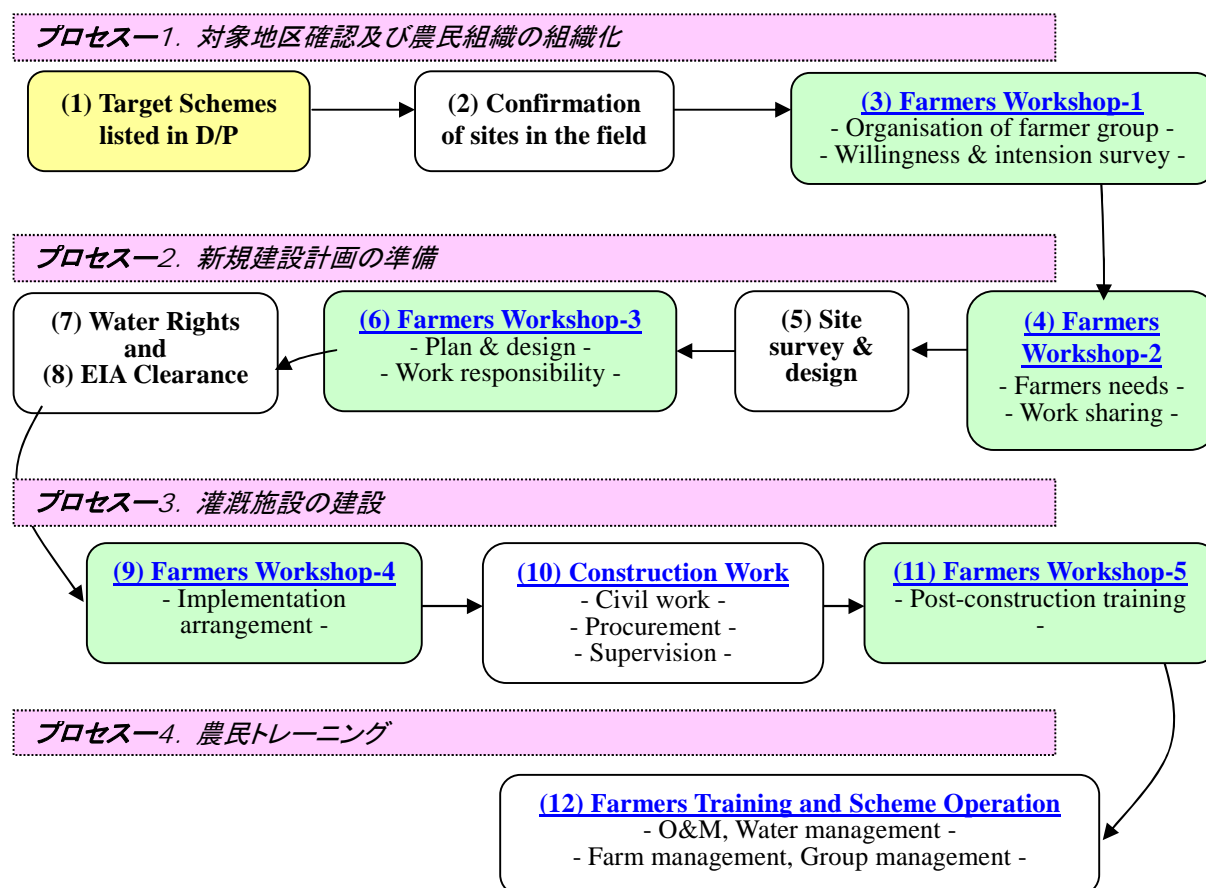 プロセスー1. 対象地区確認及び農民組織の組織化
(1) Target Schemes
listed in D/P
(2) Confirmation
of sites in the field
(3) Farmers Workshop-1
- Organisation of farmer group -
- Willingness & intension survey -
プロセスー2. 新規建設計画の準備
(4) Farmers
Workshop-2
- Farmers needs -
- Work sharing -
(5) Site
survey &
design
(6) Farmers Workshop-3
- Plan & design -
- Work responsibility -
(7) Water Rights
and
(8) EIA Clearance
プロセスー3. 灌漑施設の建設
(9) Farmers Workshop-4
- Implementation
arrangement -
(10) Construction Work
- Civil work -
- Procurement -
- Supervision -
(11) Farmers Workshop-5
- Post-construction training
-
プロセスー4. 農民トレーニング
(12) Farmers Training and Scheme Operation
- O&M, Water management -
- Farm management, Group management -